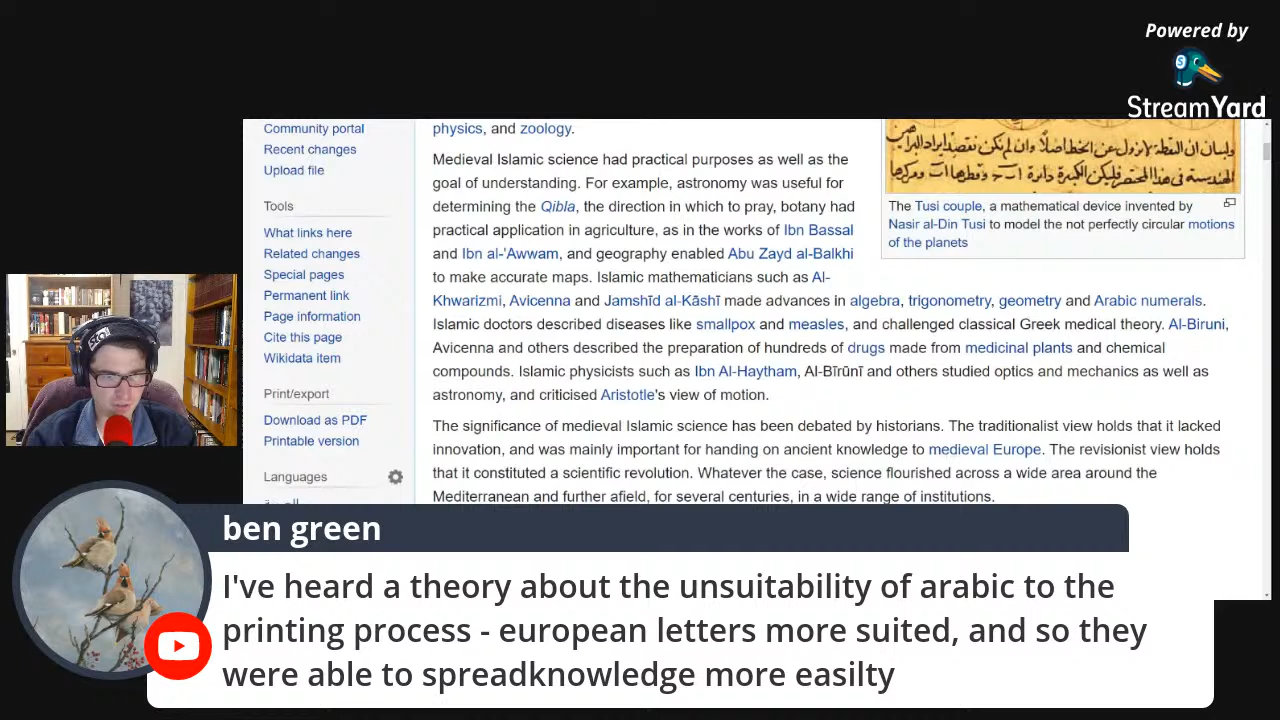 Powered by
StreamYard
Community portal
Recent changes
Upload file
Tools
What links here
Related changes
Special pages
Permanent link
Page information
Cite this page
Wikidata item
Print/export
Download as PDF
Printable version
Languages
physics, and zoology.
Medieval Islamic science had practical purposes as well as the
goal of understanding. For example, astronomy was useful for
determining the Qibla, the direction in which to pray, botany had
practical application in agriculture, as in the works of Ibn Bassal
and Ibn al-'Awwam, and geography enabled Abu Zayd al-Balkhi
to make accurate maps. Islamic mathematicians such as Al-
Khwarizmi, Avicenna and Jamshīd al-Kāshī made advances in algebra, trigonometry, geometry and Arabic numerals.
Islamic doctors described diseases like smallpox and measles, and challenged classical Greek medical theory. Al-Biruni,
Avicenna and others described the preparation of hundreds of drugs made from medicinal plants and chemical
compounds. Islamic physicists such as Ibn Al-Haytham, Al-Bīrūnī and others studied optics and mechanics as well as
astronomy, and criticised Aristotle's view of motion.
The significance of medieval Islamic science has been debated by historians. The traditionalist view holds that it lacked
innovation, and was mainly important for handing on ancient knowledge to medieval Europe. The revisionist view holds
that it constituted a scientific revolution. Whatever the case, science flourished across a wide area around the
Mediterranean and further afield, for several centuries, in a wide range of institutions.
The Tusi couple, a mathematical device invented by
Nasir al-Din Tusi to model the not perfectly circular motions
of the planets
ben green
I've heard a theory about the unsuitability of arabic to the
printing process - european letters more suited, and so they
were able to spreadknowledge more easilty